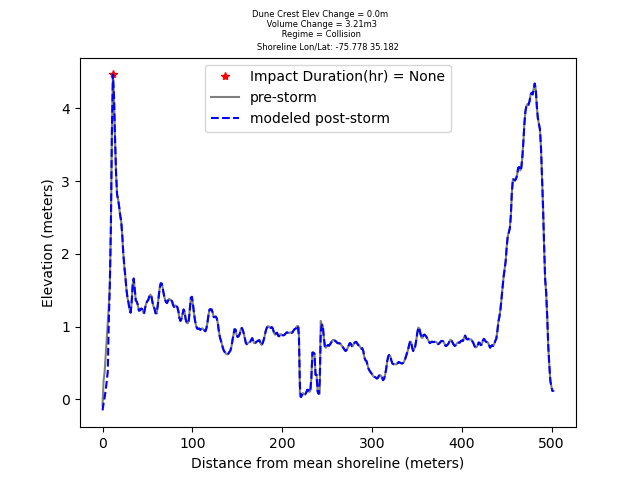 Dune Crest Elev Change = 0.0m
Volume Change = 3.21m3
Regime = Collision
Shoreline Lon/Lat: -75.778 35.182
Impact Duration(hr) = None
pre-storm
modeled post-storm
Elevation (meters)
4
3
2
1
0
0 100 200 300 400 500
Distance from mean shoreline (meters)